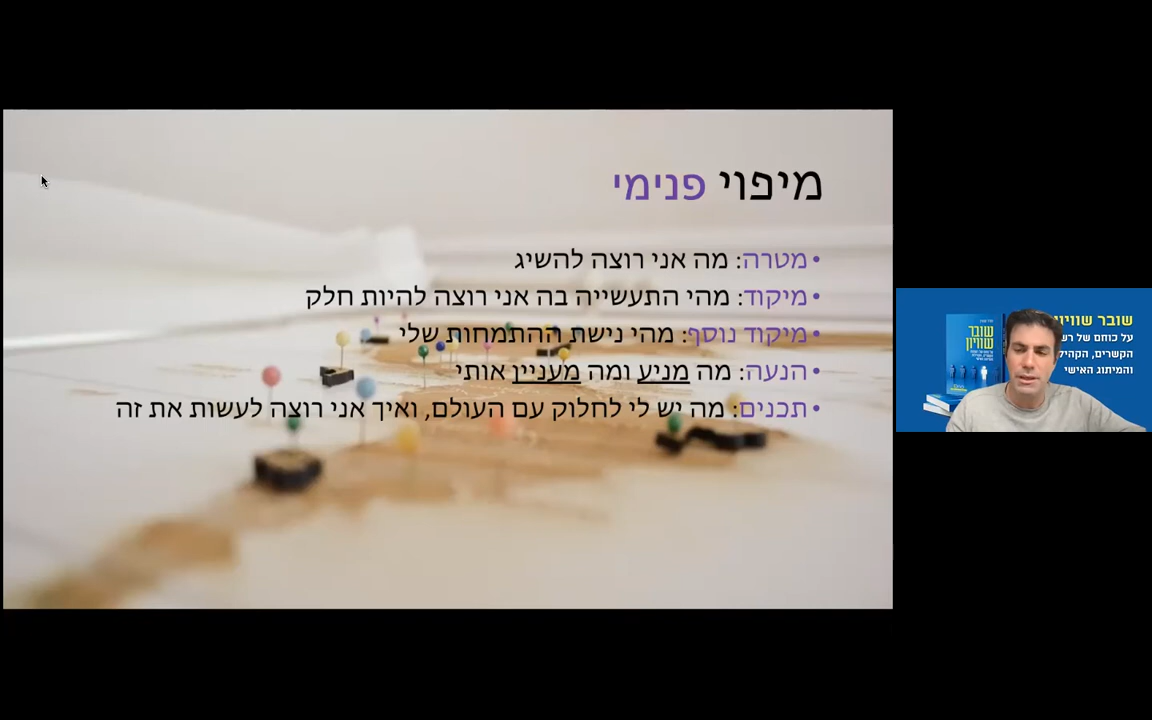 מיפוי פנימי
•מטרה: מה אני רוצה להשיג
•מיקוד: מהי התעשייה בה אני רוצה להיות חלק
•מיקוד נוסף: מהי נישת ההתמחות שלי
•הנעה: מה מניע ומה מעניין אותי
•תכנים: מה יש לי לחלוק עם העולם, ואיך אני רוצה לעשות את זה
שובר שוויון
על כוחם של
הקשרים,
והמיתוג האישי
שובר
שוויון